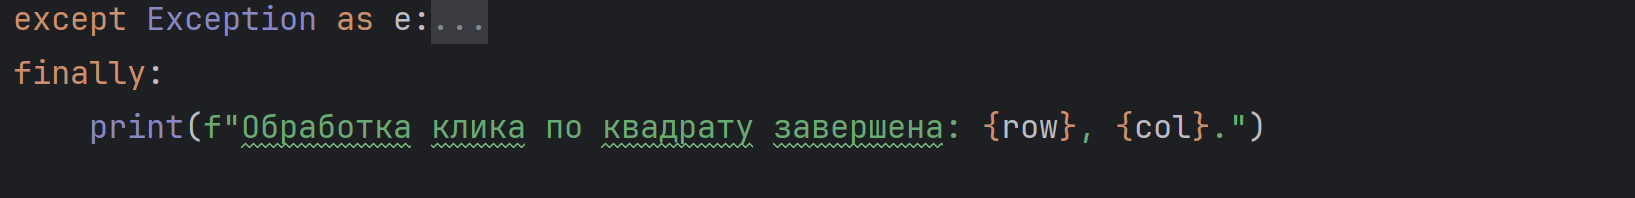 except Exception as e:...
finally:
    print(f"Обработка клика по квадрату завершена: {row}, {col}.")